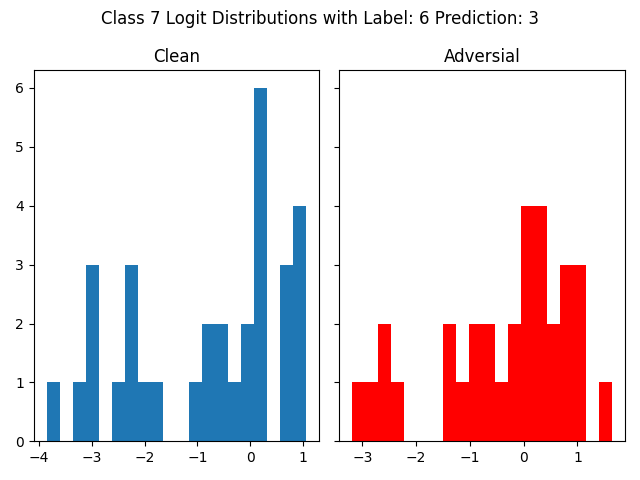 Class 7 Logit Distributions with Label: 6 Prediction: 3
Clean
Adversial
6
5
4
3
2
1
0
−4 −3 −2 −1 0 1
−3 −2 −1 0 1